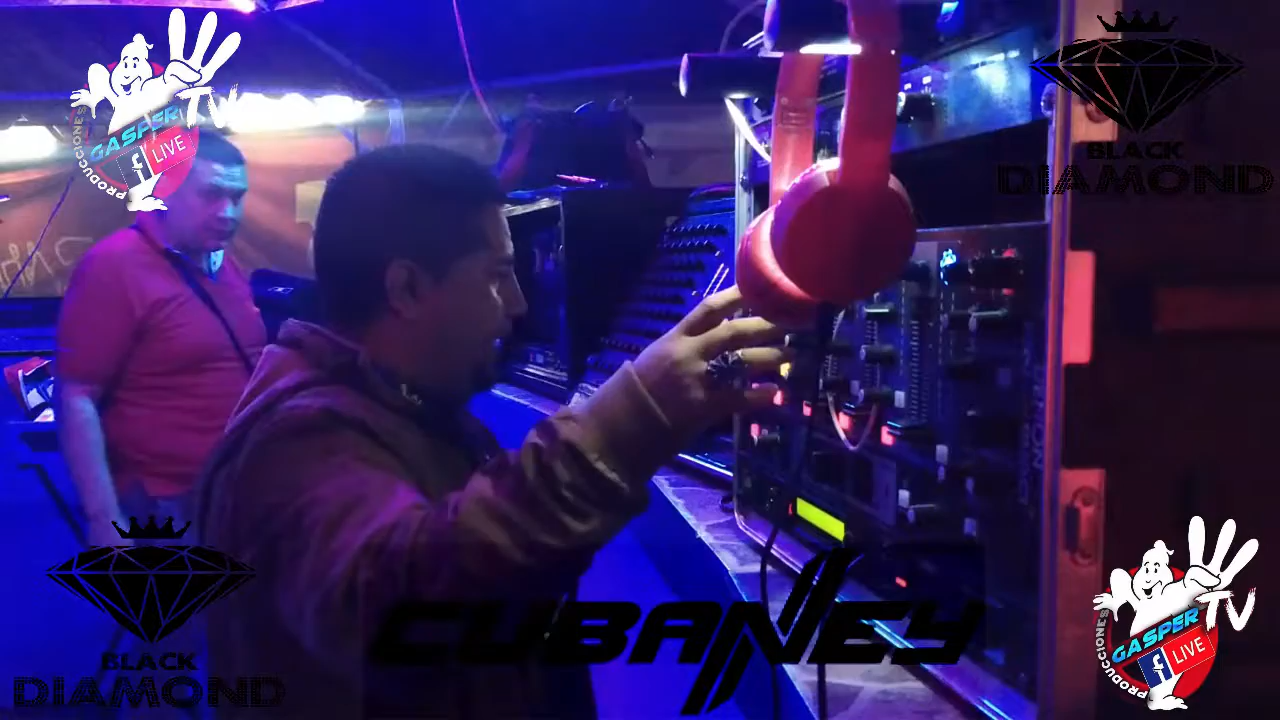 TV
GASPER
f LIVE
PRODUCCIONES
BLACK
DIAMOND
BLACK
DIAMOND
CUBANEY
TV
GASPER
f LIVE
PRODUCCIONES